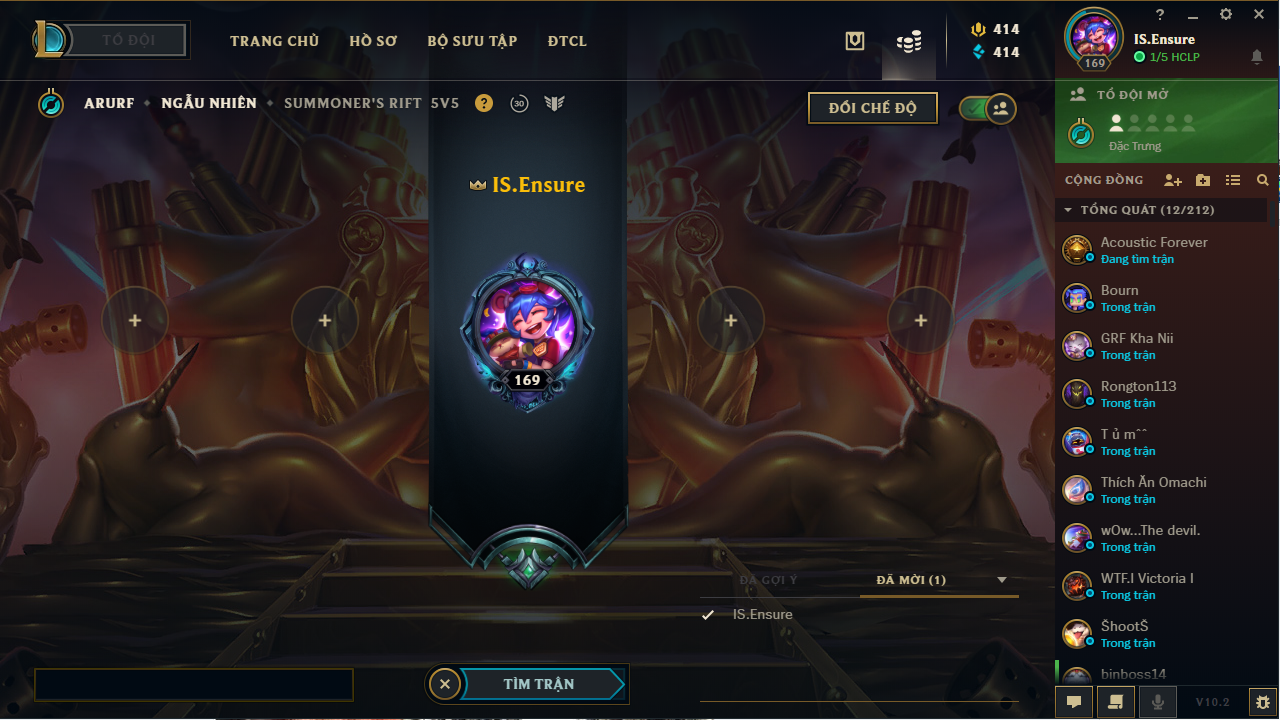 TỔ ĐỘI
TRANG CHỦ
HỒ SƠ
BỘ SƯU TẬP
ĐTCL
414
414
?
169
IS.Ensure
1/5 HCLP
ARURF
NGẪU NHIÊN
SUMMONER'S RIFT 5V5
?
30
ĐỔI CHẾ ĐỘ
TỔ ĐỘI MỞ
Đặc Trưng
CỘNG ĐỒNG
TỔNG QUÁT (12/212)
IS.Ensure
169
Acoustic Forever
Đang tìm trận
Bourn
Trong trận
GRF Kha Nii
Trong trận
Rongton113
Trong trận
T ủ mˆˆ
Trong trận
Thích Ăn Omachi
Trong trận
wOw...The devil.
Trong trận
WTF.I Victoria I
Trong trận
ŠhootŠ
Trong trận
binboss14
ĐÃ GỢI Ý
ĐÃ MỜI (1)
IS.Ensure
TÌM TRẬN
V10.2